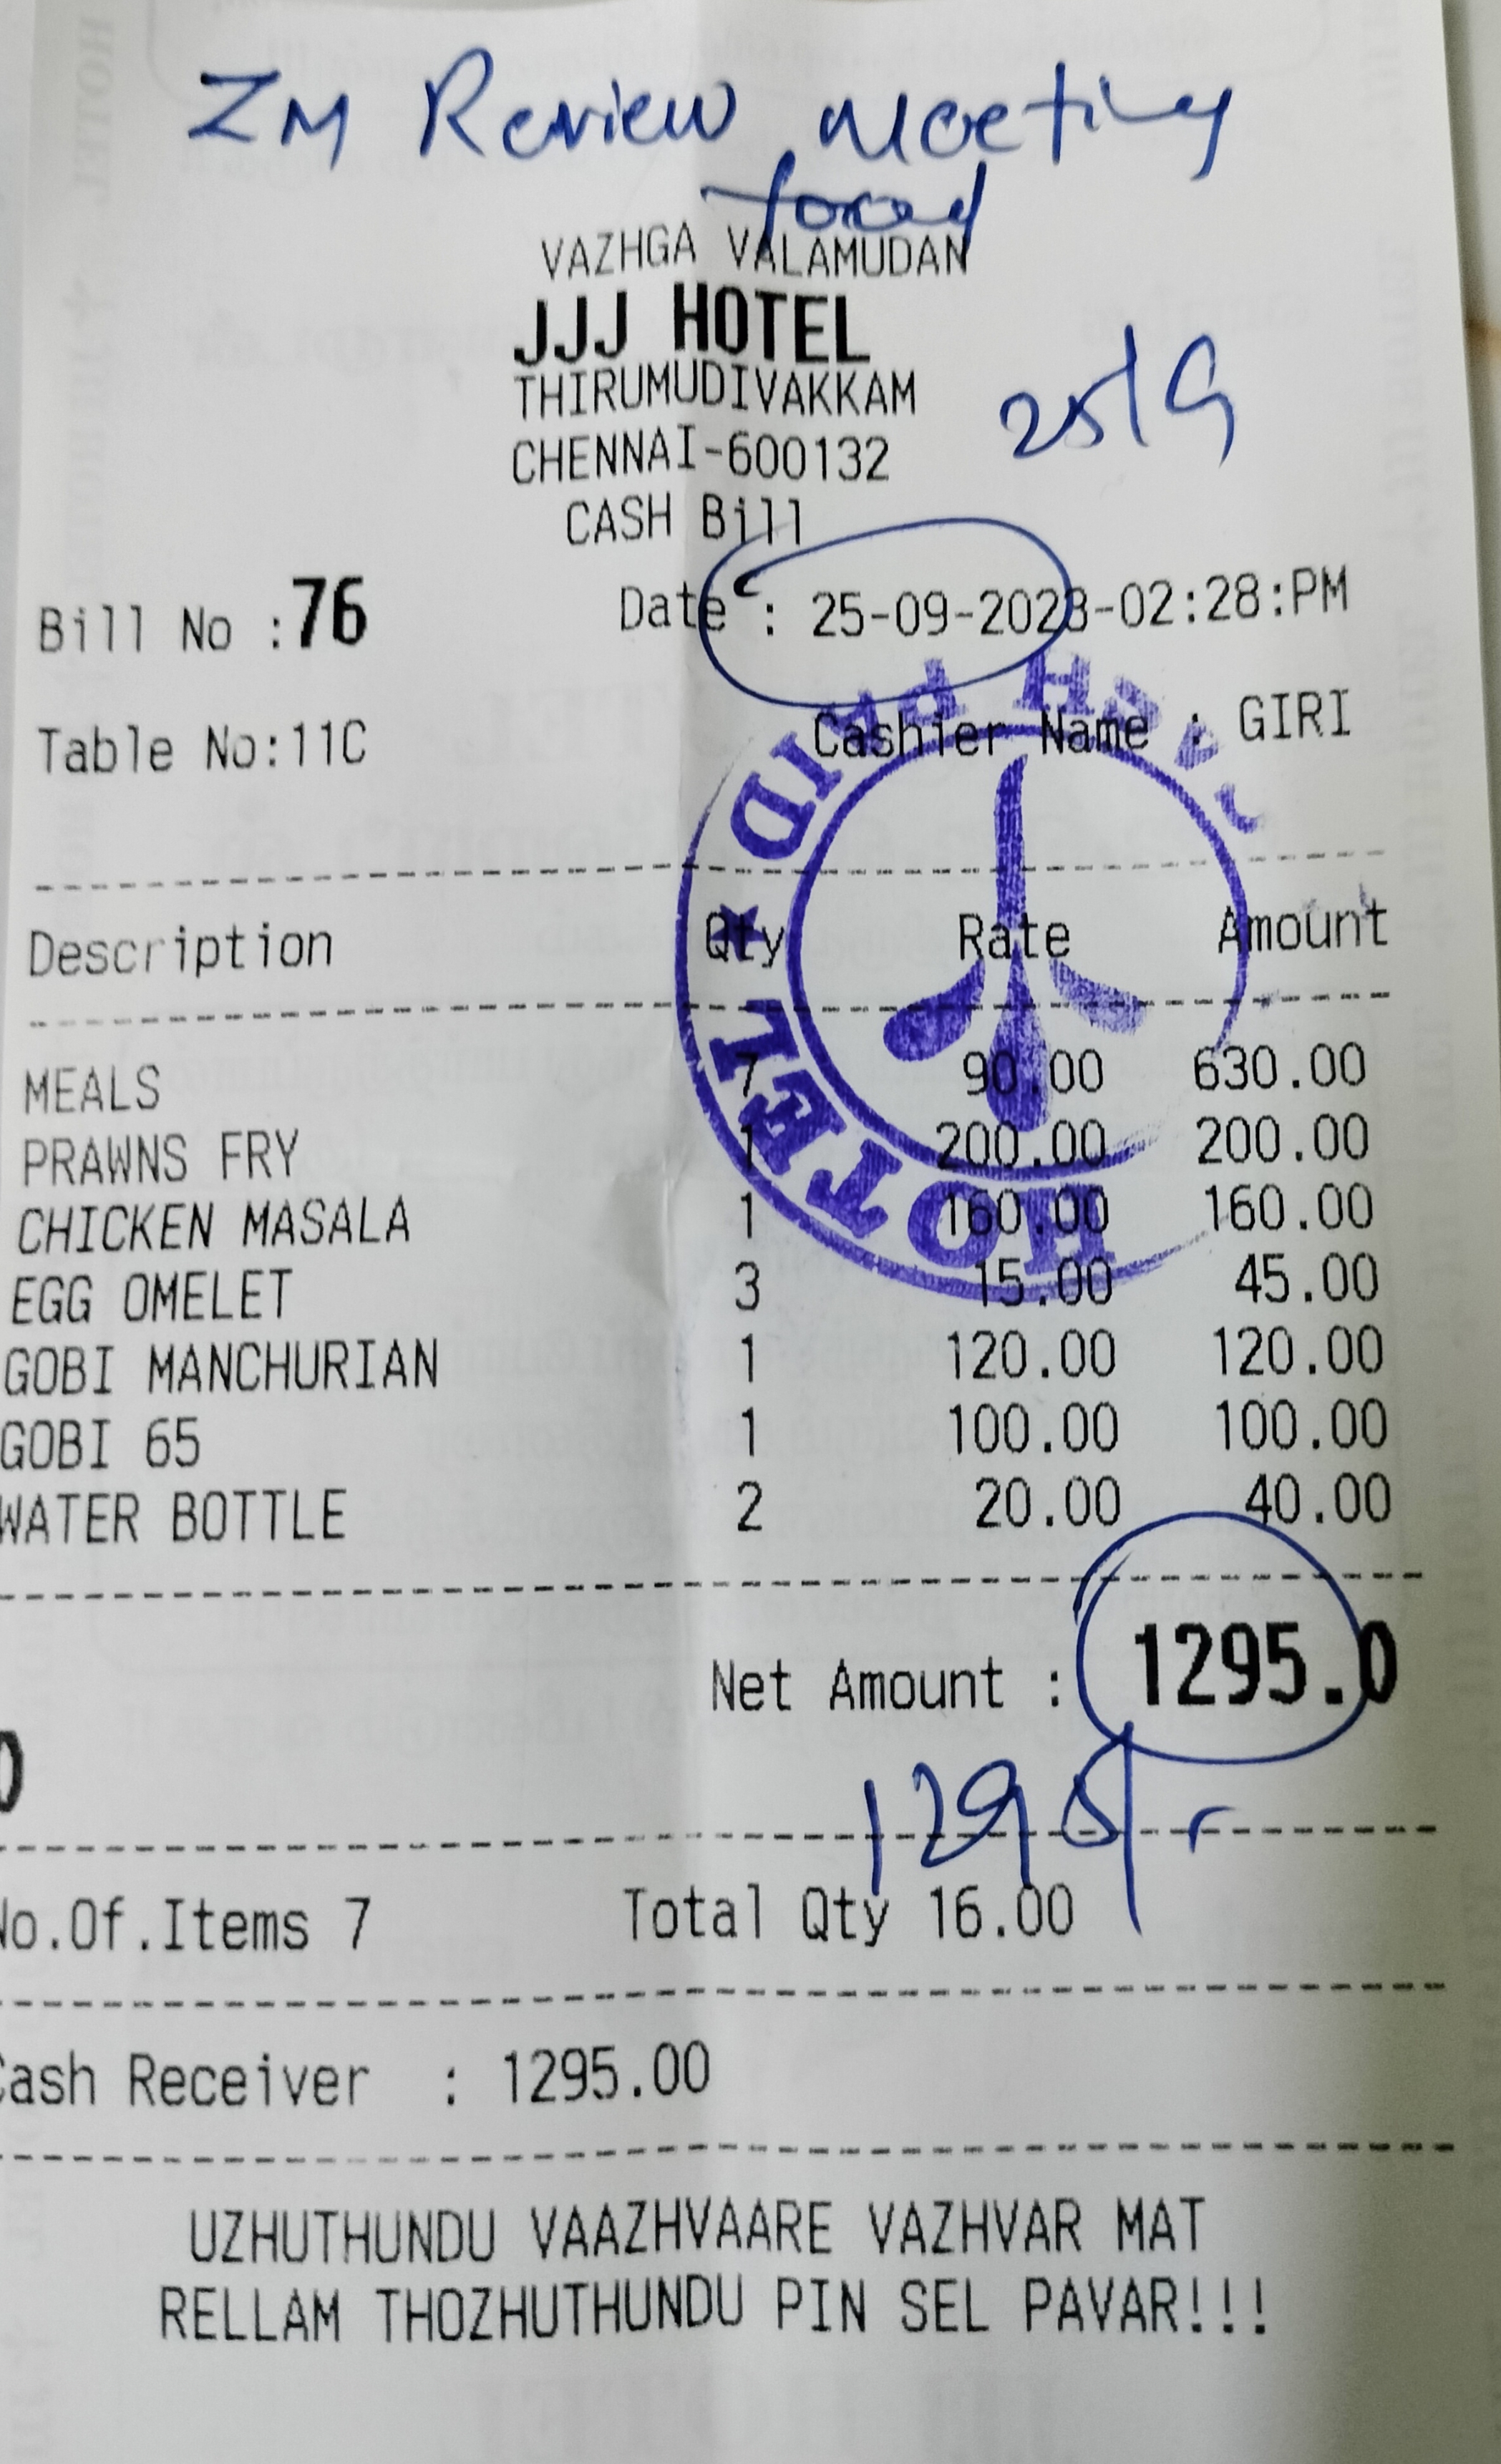 ZM Review Meeting
food
VAZHGA VALAMUDAN
JJJ HOTEL
THIRUMUDIVAKKAM
25/9
CHENNAI-600132
CASH Bill
Bill No :76 Date : 25-09-2023-02:28:PM
Table No:11C Cashier Name : GIRI
HOTEL
Description Qty Rate Amount
MEALS 7 90.00 630.00
PRAWNS FRY 1 200.00 200.00
CHICKEN MASALA 1 160.00 160.00
EGG OMELET 3 15.00 45.00
GOBI MANCHURIAN 1 120.00 120.00
GOBI 65 1 100.00 100.00
WATER BOTTLE 2 20.00 40.00
Net Amount : 1295.0
0
1295/-
No.Of.Items 7 Total Qty 16.00
Cash Receiver : 1295.00
UZHUTHUNDU VAAZHVAARE VAZHVAR MAT
RELLAM THOZHUTHUNDU PIN SEL PAVAR!!!